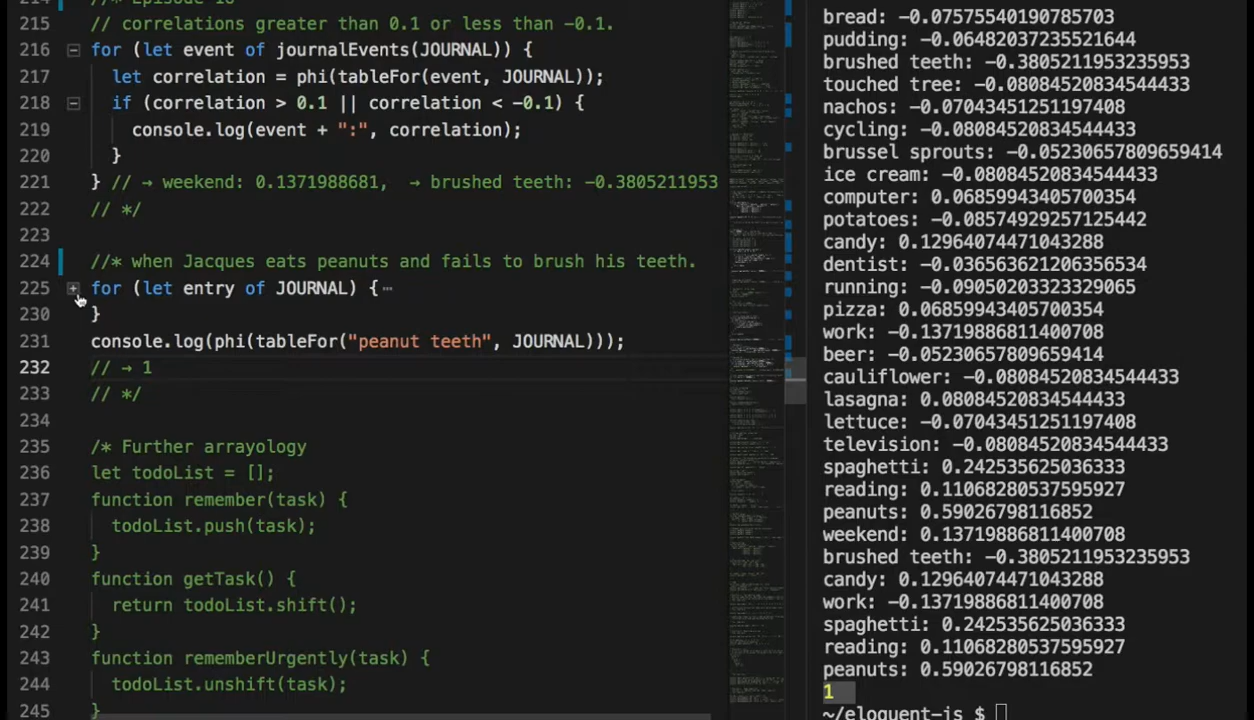 214 //* Episode 16
215 // correlations greater than 0.1 or less than -0.1.
216 for (let event of journalEvents(JOURNAL)) {
217 let correlation = phi(tableFor(event, JOURNAL));
218 if (correlation > 0.1 || correlation < -0.1) {
219 console.log(event + ":", correlation);
220 }
221 } // → weekend: 0.1371988681, → brushed teeth: -0.3805211953
222 // */
223
224 //* when Jacques eats peanuts and fails to brush his teeth.
225 for (let entry of JOURNAL) {⋯
230 }
231 console.log(phi(tableFor("peanut teeth", JOURNAL)));
232 // → 1
233 // */
234
235 /* Further arrayology
236 let todoList = [];
237 function remember(task) {
238 todoList.push(task);
239 }
240 function getTask() {
241 return todoList.shift();
242 }
243 function rememberUrgently(task) {
244 todoList.unshift(task);
245 }
bread: -0.07575540190785703
pudding: -0.06482037235521644
brushed teeth: -0.3805211953235953
touched tree: -0.08084520834544433
nachos: -0.07043451251197408
cycling: -0.08084520834544433
brussel sprouts: -0.05230657809659414
ice cream: -0.08084520834544433
computer: 0.06859943405700354
potatoes: -0.08574929257125442
candy: 0.12964074471043288
dentist: -0.036563621206356534
running: -0.09050203323329065
pizza: 0.06859943405700354
work: -0.13719886811400708
beer: -0.05230657809659414
cauliflower: -0.08084520834544433
lasagna: 0.08084520834544433
lettuce: -0.07043451251197408
television: -0.08084520834544433
spaghetti: 0.242535625036333
reading: 0.11068280537595927
peanuts: 0.59026798116852
weekend: 0.13719886811400708
brushed teeth: -0.3805211953235953
candy: 0.12964074471043288
work: -0.13719886811400708
spaghetti: 0.242535625036333
reading: 0.11068280537595927
peanuts: 0.59026798116852
1
~/eloquent-js $